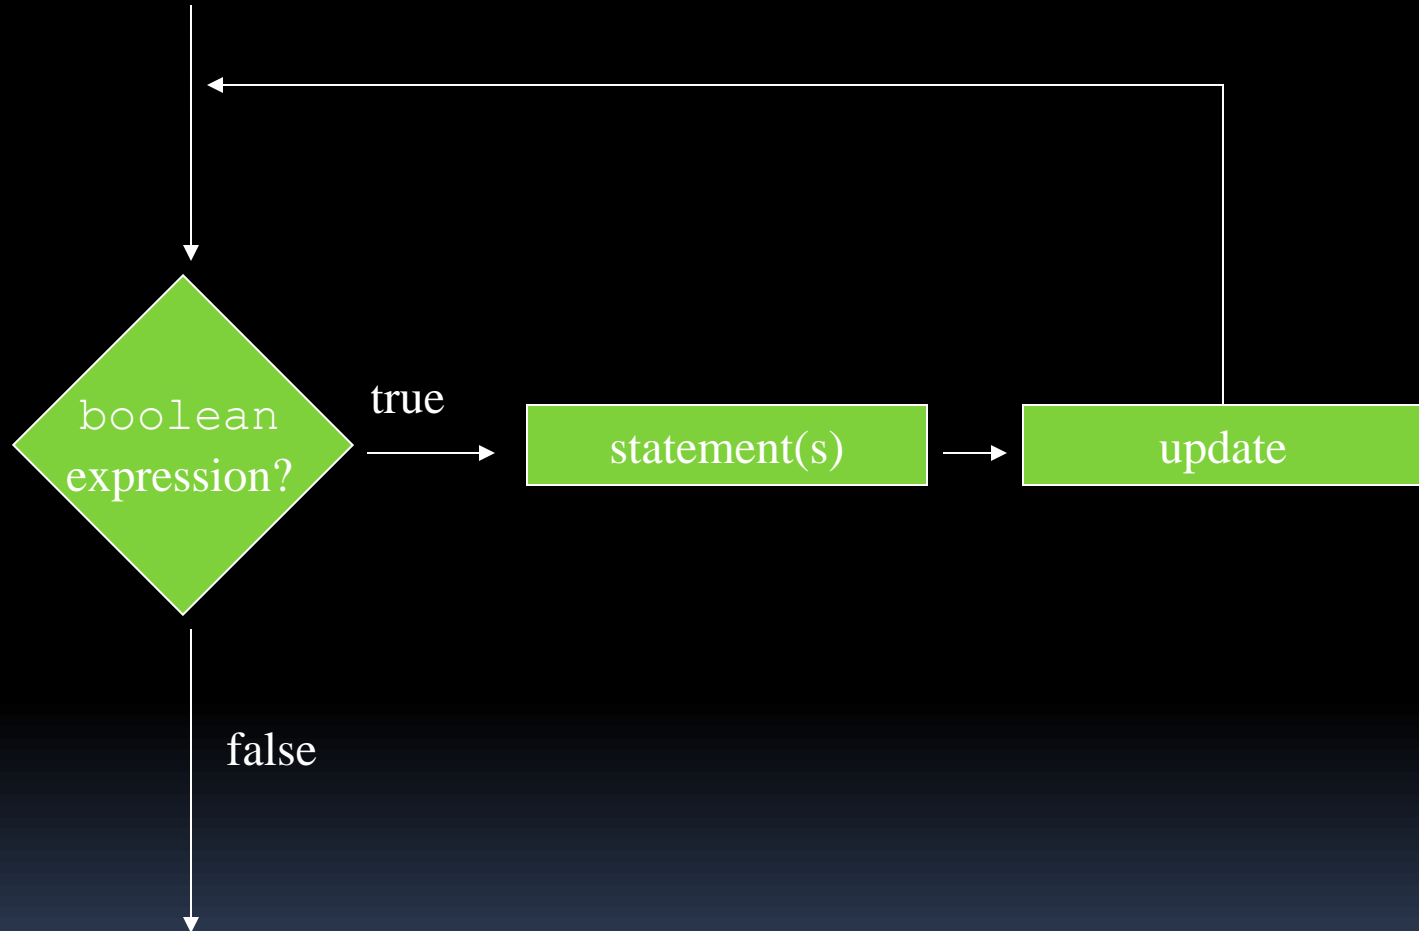 true
boolean
expression?
statement(s)
update
false